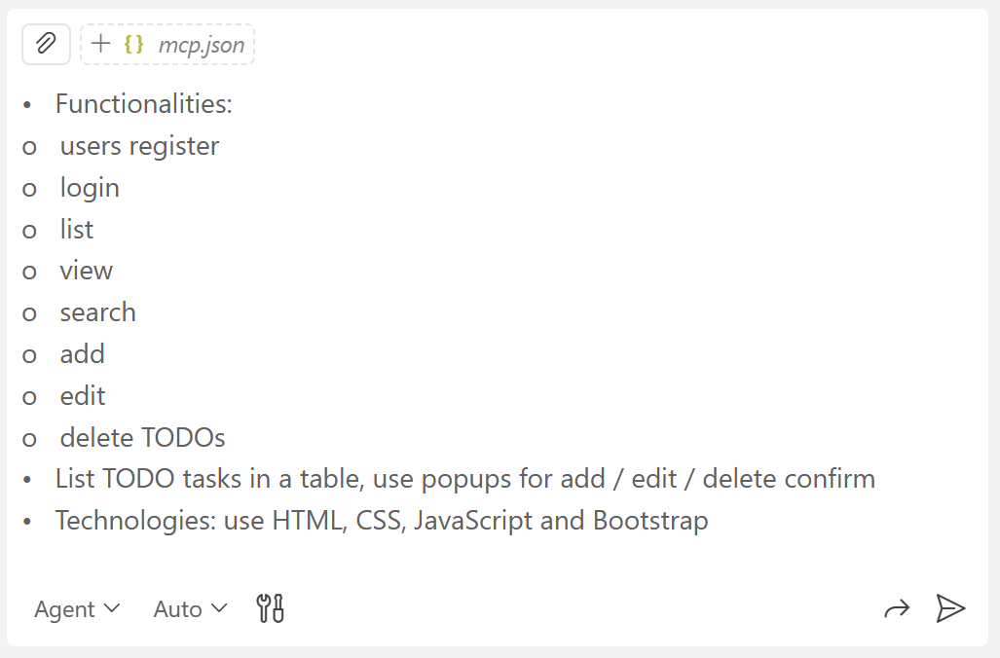 + {} mcp.json
• Functionalities:
o users register
o login
o list
o view
o search
o add
o edit
o delete TODOs
• List TODO tasks in a table, use popups for add / edit / delete confirm
• Technologies: use HTML, CSS, JavaScript and Bootstrap
Agent Auto